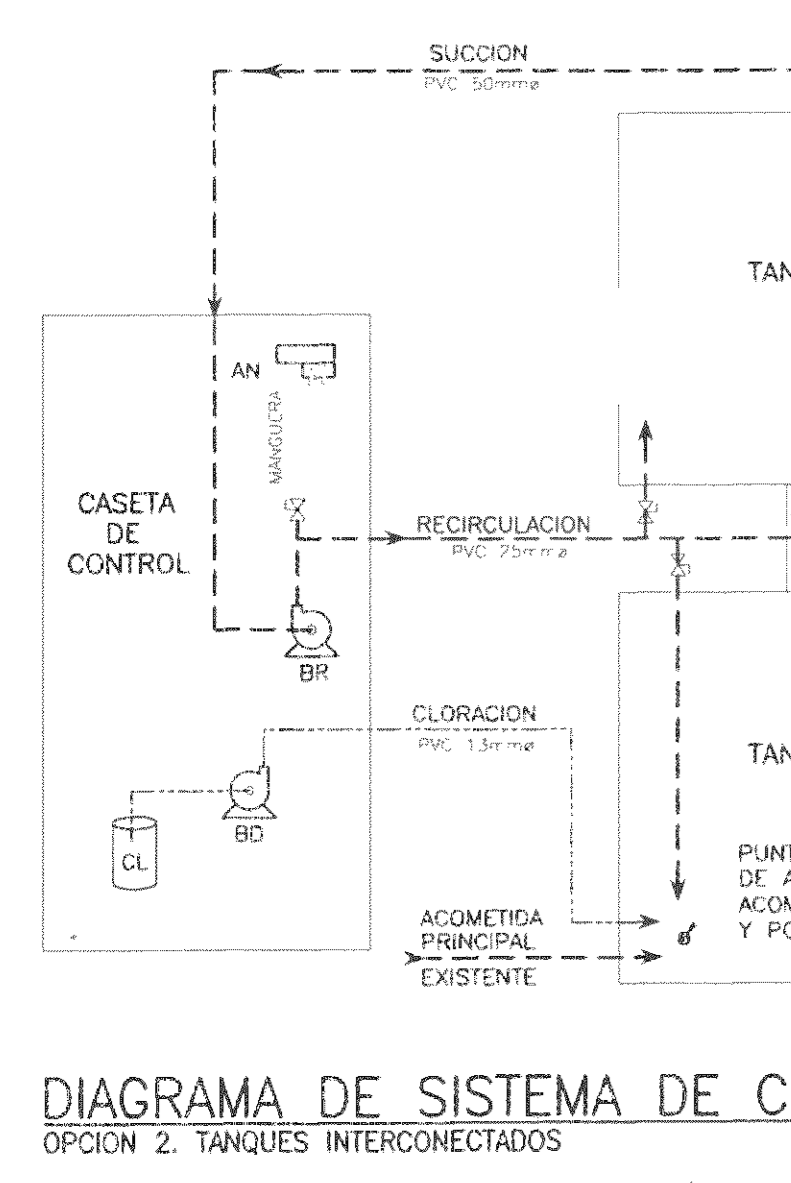 SUCCION
PVC 50mmø
TAN
AN
MANGUERA
CASETA
DE
CONTROL
RECIRCULACION
PVC 75mmø
BR
CLORACION
PVC 13mmø
TAN
BD
CL
PUNT
DE A
ACOM
Y PO
ACOMETIDA
PRINCIPAL
EXISTENTE
DIAGRAMA DE SISTEMA DE C
OPCION 2. TANQUES INTERCONECTADOS